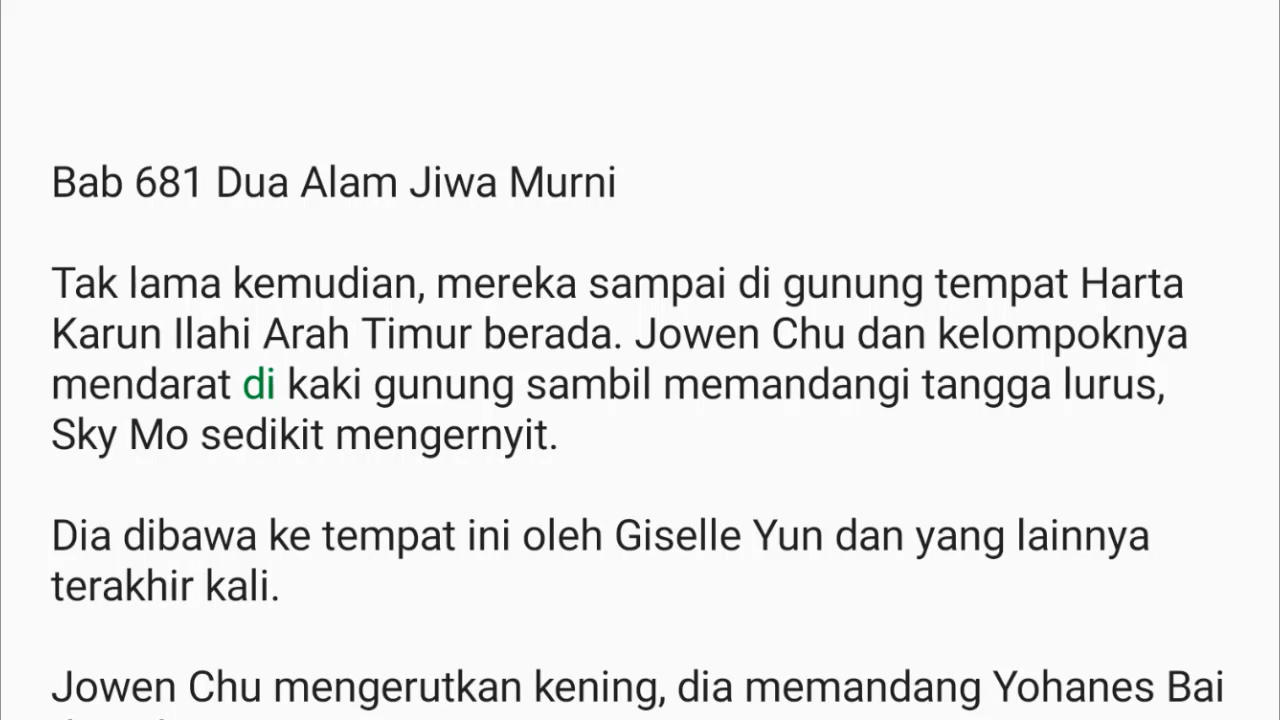 Bab 681 Dua Alam Jiwa Murni
Tak lama kemudian, mereka sampai di gunung tempat Harta
Karun Ilahi Arah Timur berada. Jowen Chu dan kelompoknya
mendarat di kaki gunung sambil memandangi tangga lurus,
Sky Mo sedikit mengernyit.
Dia dibawa ke tempat ini oleh Giselle Yun dan yang lainnya
terakhir kali.
Jowen Chu mengerutkan kening, dia memandang Yohanes Bai